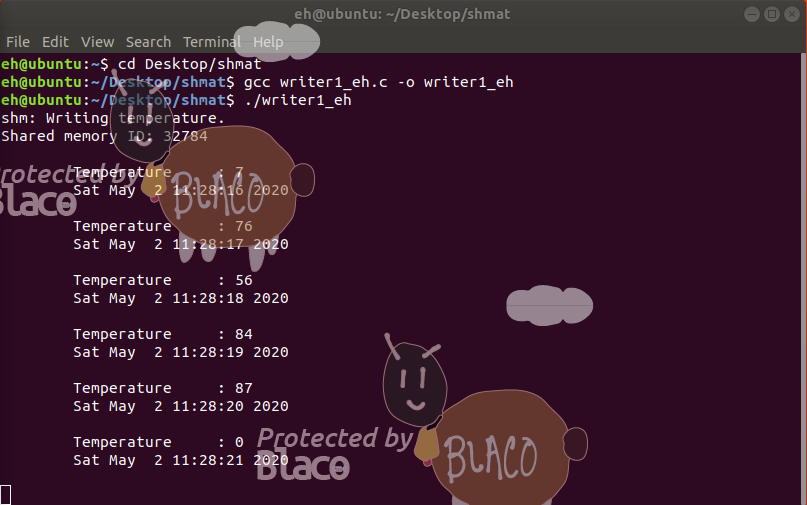 eh@ubuntu: ~/Desktop/shmat
File Edit View Search Terminal Help
eh@ubuntu:~$ cd Desktop/shmat
eh@ubuntu:~/Desktop/shmat$ gcc writer1_eh.c -o writer1_eh
eh@ubuntu:~/Desktop/shmat$ ./writer1_eh
shm: Writing temperature.
Shared memory ID: 32784
Temperature : 7
Sat May 2 11:28:16 2020
Temperature : 76
Sat May 2 11:28:17 2020
Temperature : 56
Sat May 2 11:28:18 2020
Temperature : 84
Sat May 2 11:28:19 2020
Temperature : 87
Sat May 2 11:28:20 2020
Temperature : 0
Sat May 2 11:28:21 2020
rotected by
Blaco
BLACO
Protected by
Blaco
BLACO